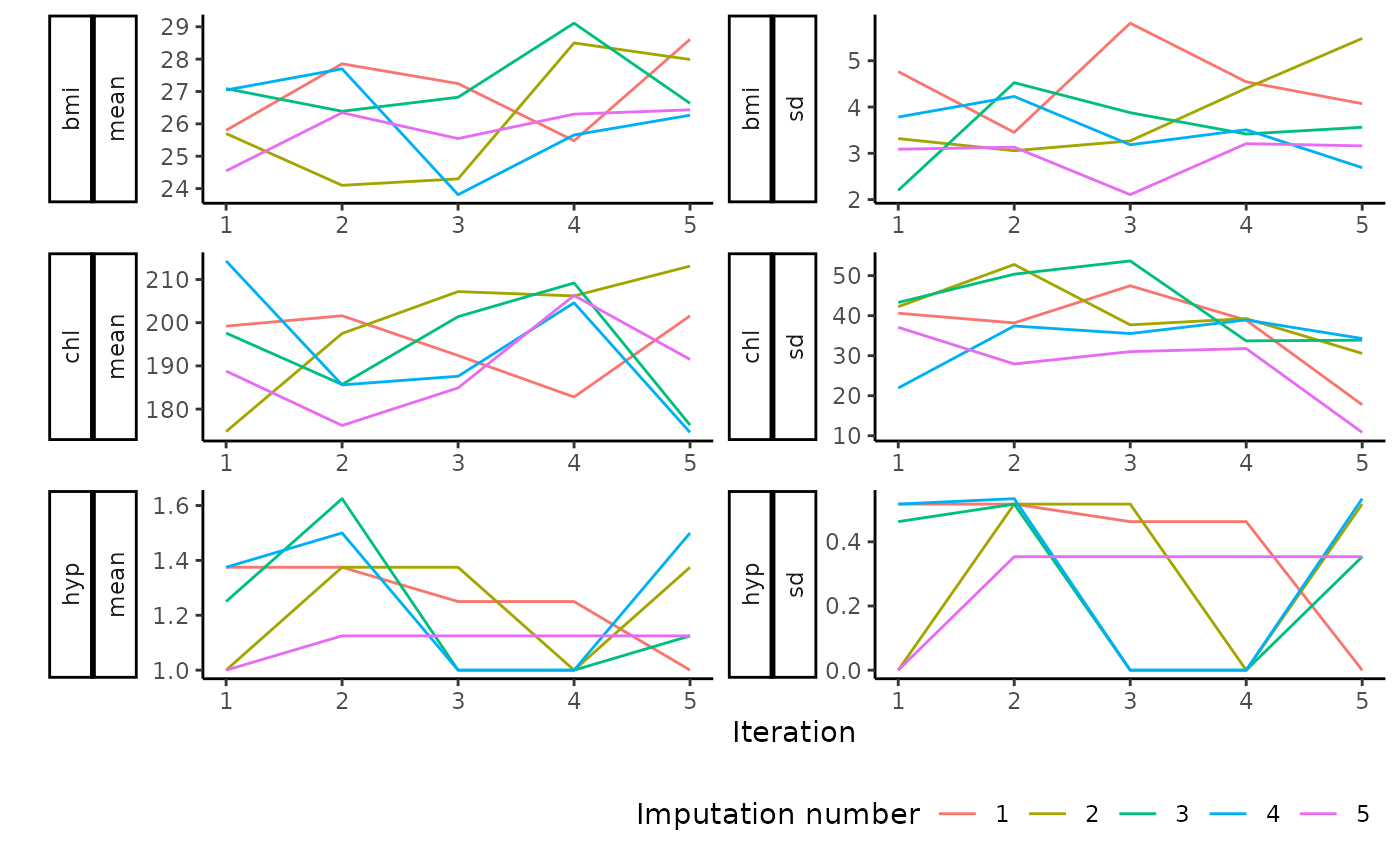 bmi mean
29
28
27
26
25
24
1 2 3 4 5
bmi sd
5
4
3
2
1 2 3 4 5
chl mean
210
200
190
180
1 2 3 4 5
chl sd
50
40
30
20
10
1 2 3 4 5
hyp mean
1.6
1.4
1.2
1.0
1 2 3 4 5
hyp sd
0.4
0.2
0.0
1 2 3 4 5
Iteration
Imputation number 1 2 3 4 5